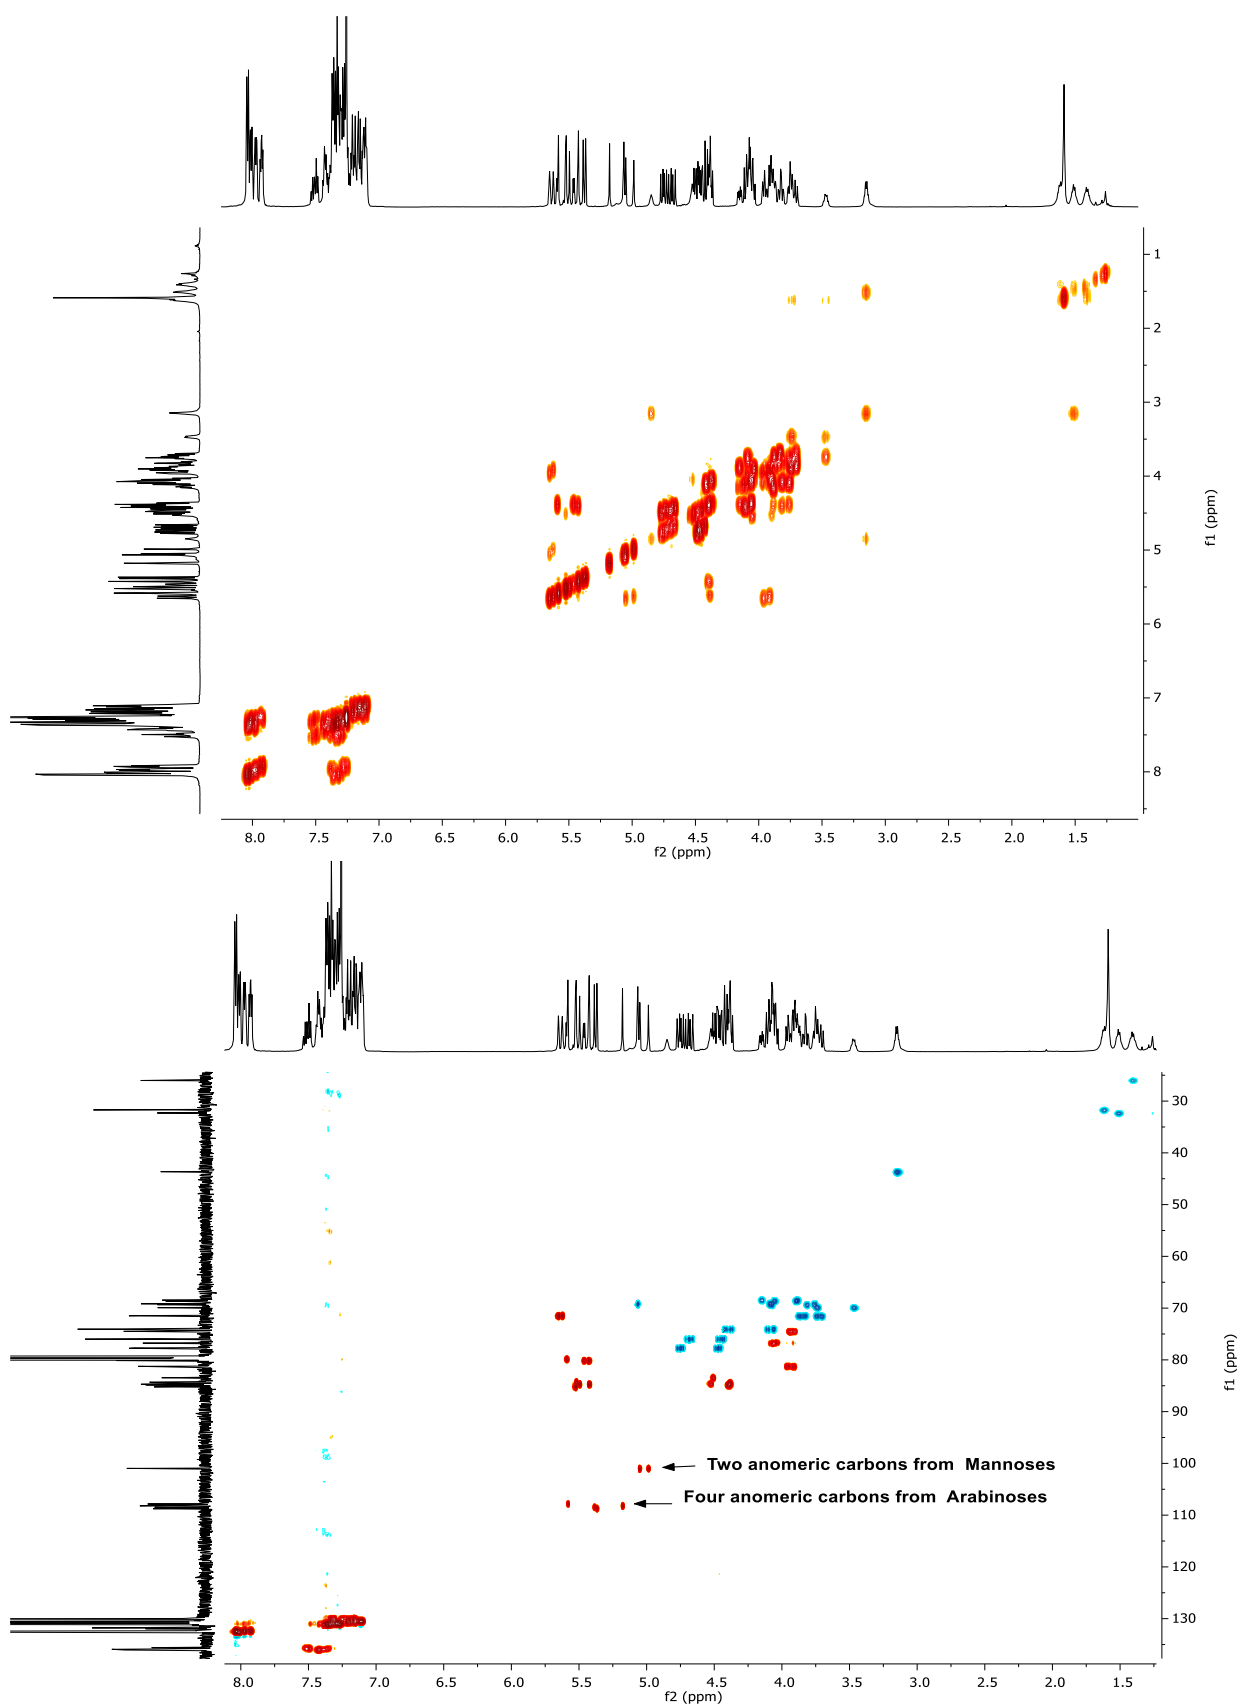 1
2
3
4
5
6
7
8
f1 (ppm)
8.0 7.5 7.0 6.5 6.0 5.5 5.0 4.5 4.0 3.5 3.0 2.5 2.0 1.5
f2 (ppm)
30
40
50
60
70
80
90
100
110
120
130
f1 (ppm)
Two anomeric carbons from Mannoses
Four anomeric carbons from Arabinoses
8.0 7.5 7.0 6.5 6.0 5.5 5.0 4.5 4.0 3.5 3.0 2.5 2.0 1.5
f2 (ppm)